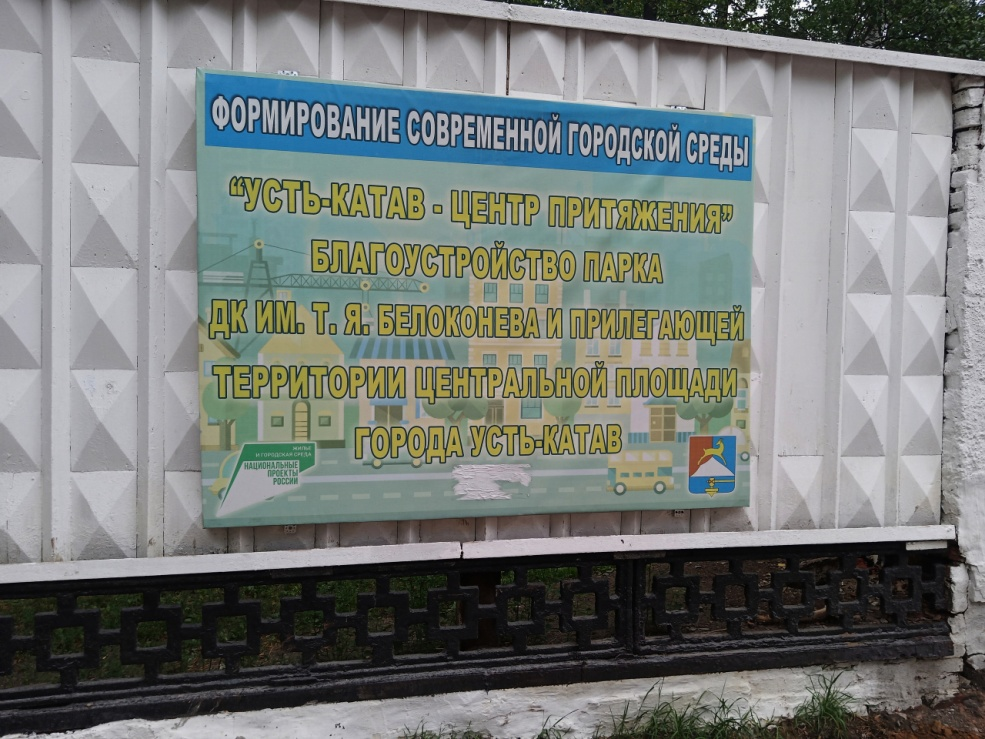 ФОРМИРОВАНИЕ СОВРЕМЕННОЙ ГОРОДСКОЙ СРЕДЫ
“УСТЬ-КАТАВ - ЦЕНТР ПРИТЯЖЕНИЯ”
БЛАГОУСТРОЙСТВО ПАРКА
ДК ИМ. Т. Я. БЕЛОКОНЕВА И ПРИЛЕГАЮЩЕЙ
ТЕРРИТОРИИ ЦЕНТРАЛЬНОЙ ПЛОЩАДИ
ГОРОДА УСТЬ-КАТАВ
ЖИЛЬЕ
И ГОРОДСКАЯ СРЕДА
НАЦИОНАЛЬНЫЕ
ПРОЕКТЫ
РОССИИ